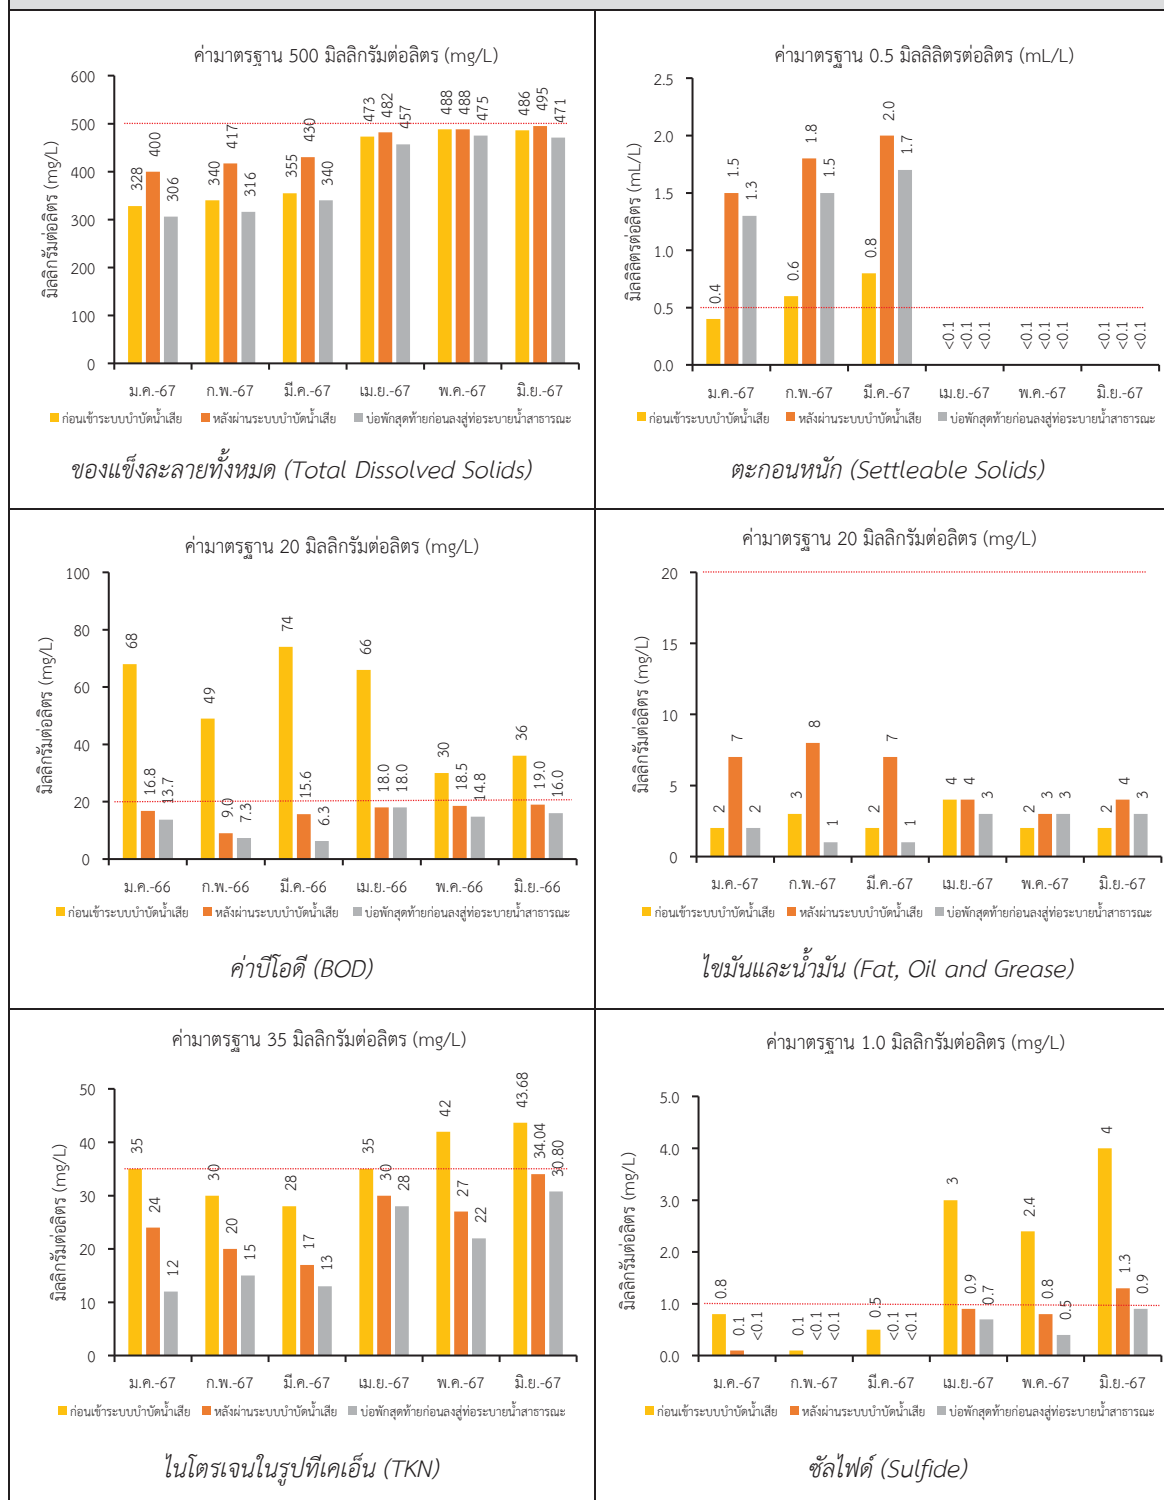 ค่ามาตรฐาน 500 มิลลิกรัมต่อลิตร (mg/L)
มิลลิกรัมต่อลิตร (mg/L)
600
500
400
300
200
100
0
328 400 306
340 417 316
355 430 340
473 482 457
488 488 475
486 495 471
ม.ค.-67 ก.พ.-67 มี.ค.-67 เม.ย.-67 พ.ค.-67 มิ.ย.-67
ก่อนเข้าระบบบำบัดน้ำเสีย หลังผ่านระบบบำบัดน้ำเสีย บ่อพักสุดท้ายก่อนลงสู่ท่อระบายน้ำสาธารณะ
ของแข็งละลายทั้งหมด (Total Dissolved Solids)
ค่ามาตรฐาน 0.5 มิลลิลิตรต่อลิตร (mL/L)
มิลลิลิตรต่อลิตร (mL/L)
2.5
2.0
1.5
1.0
0.5
0.0
0.4 1.5 1.3
0.6 1.8 1.5
0.8 2.0 1.7
<0.1 <0.1 <0.1
<0.1 <0.1 <0.1
<0.1 <0.1 <0.1
ม.ค.-67 ก.พ.-67 มี.ค.-67 เม.ย.-67 พ.ค.-67 มิ.ย.-67
ก่อนเข้าระบบบำบัดน้ำเสีย หลังผ่านระบบบำบัดน้ำเสีย บ่อพักสุดท้ายก่อนลงสู่ท่อระบายน้ำสาธารณะ
ตะกอนหนัก (Settleable Solids)
ค่ามาตรฐาน 20 มิลลิกรัมต่อลิตร (mg/L)
มิลลิกรัมต่อลิตร (mg/L)
100
80
60
40
20
0
68 16.8 13.7
49 9.0 7.3
74 15.6 6.3
66 18.0 18.0
30 18.5 14.8
36 19.0 16.0
ม.ค.-66 ก.พ.-66 มี.ค.-66 เม.ย.-66 พ.ค.-66 มิ.ย.-66
ก่อนเข้าระบบบำบัดน้ำเสีย หลังผ่านระบบบำบัดน้ำเสีย บ่อพักสุดท้ายก่อนลงสู่ท่อระบายน้ำสาธารณะ
ค่าบีโอดี (BOD)
ค่ามาตรฐาน 20 มิลลิกรัมต่อลิตร (mg/L)
มิลลิกรัมต่อลิตร (mg/L)
20
15
10
5
0
2 7 2
3 8 1
2 7 1
4 4 3
2 3 3
2 4 3
ม.ค.-67 ก.พ.-67 มี.ค.-67 เม.ย.-67 พ.ค.-67 มิ.ย.-67
ก่อนเข้าระบบบำบัดน้ำเสีย หลังผ่านระบบบำบัดน้ำเสีย บ่อพักสุดท้ายก่อนลงสู่ท่อระบายน้ำสาธารณะ
ไขมันและน้ำมัน (Fat, Oil and Grease)
ค่ามาตรฐาน 35 มิลลิกรัมต่อลิตร (mg/L)
มิลลิกรัมต่อลิตร (mg/L)
50
40
30
20
10
0
35 24 12
30 20 15
28 17 13
35 30 28
42 27 22
43.68 34.04 30.80
ม.ค.-67 ก.พ.-67 มี.ค.-67 เม.ย.-67 พ.ค.-67 มิ.ย.-67
ก่อนเข้าระบบบำบัดน้ำเสีย หลังผ่านระบบบำบัดน้ำเสีย บ่อพักสุดท้ายก่อนลงสู่ท่อระบายน้ำสาธารณะ
ไนโตรเจนในรูปทีเคเอ็น (TKN)
ค่ามาตรฐาน 1.0 มิลลิกรัมต่อลิตร (mg/L)
มิลลิกรัมต่อลิตร (mg/L)
5.0
4.0
3.0
2.0
1.0
0.0
0.8 0.1 <0.1
0.1 <0.1 <0.1
0.5 <0.1 <0.1
3 0.9 0.7
2.4 0.8 0.5
4 1.3 0.9
ม.ค.-67 ก.พ.-67 มี.ค.-67 เม.ย.-67 พ.ค.-67 มิ.ย.-67
ก่อนเข้าระบบบำบัดน้ำเสีย หลังผ่านระบบบำบัดน้ำเสีย บ่อพักสุดท้ายก่อนลงสู่ท่อระบายน้ำสาธารณะ
ซัลไฟด์ (Sulfide)